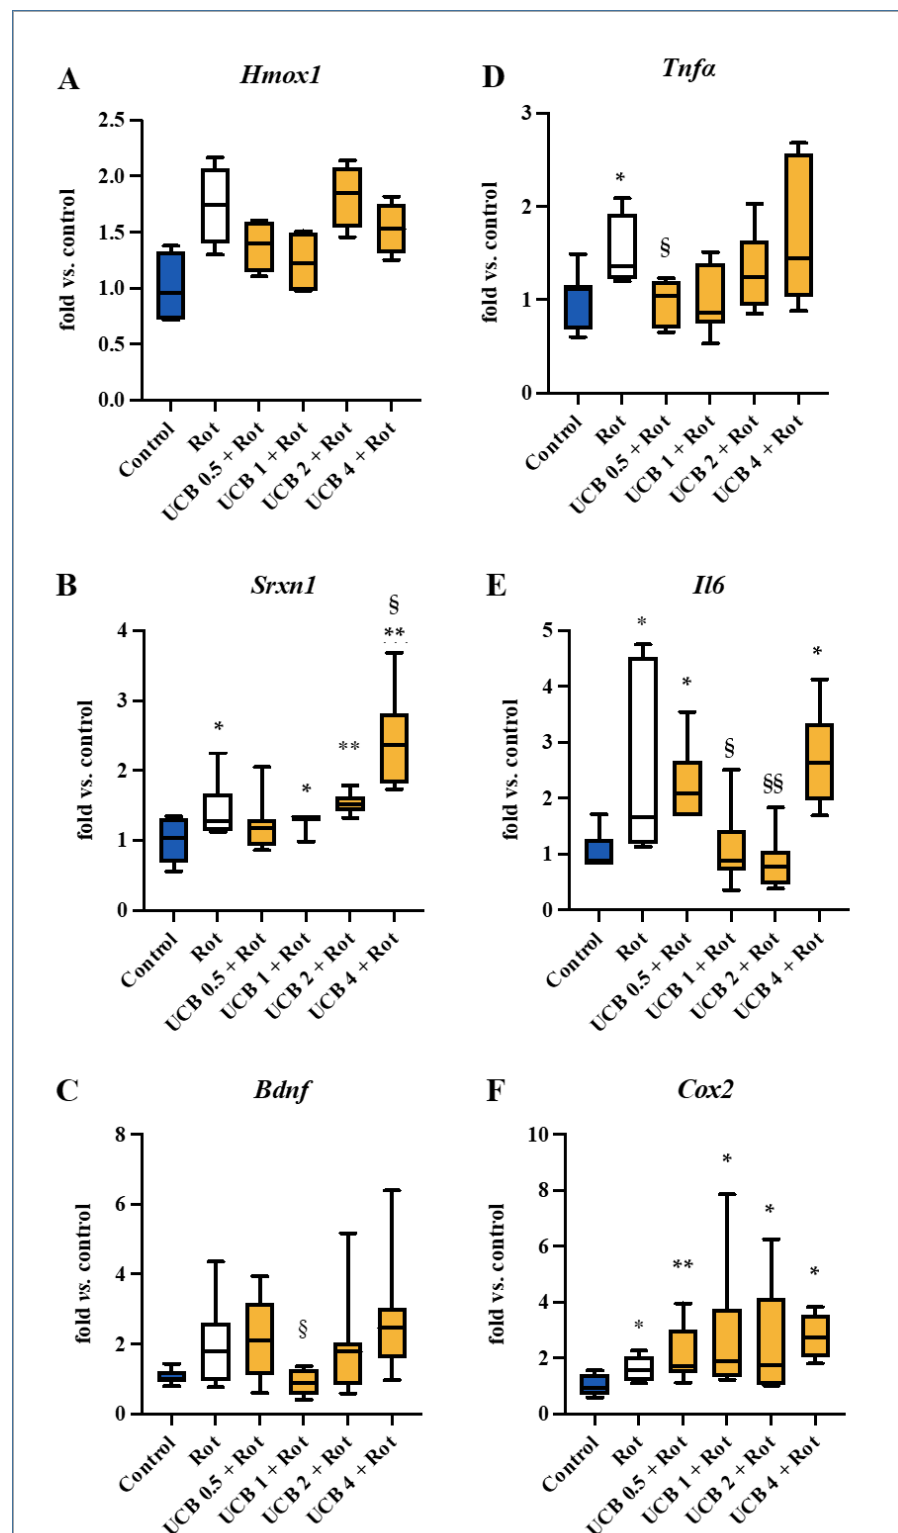 A
Hmox1
fold vs. control
2.5
2.0
1.5
1.0
0.5
0.0
Control
Rot
UCB 0.5 + Rot
UCB 1 + Rot
UCB 2 + Rot
UCB 4 + Rot
D
Tnfα
fold vs. control
3
2
1
0
*
§
Control
Rot
UCB 0.5 + Rot
UCB 1 + Rot
UCB 2 + Rot
UCB 4 + Rot
B
Srxn1
fold vs. control
4
3
2
1
0
*
*
**
§
**
Control
Rot
UCB 0.5 + Rot
UCB 1 + Rot
UCB 2 + Rot
UCB 4 + Rot
E
Il6
fold vs. control
5
4
3
2
1
0
*
*
§
§§
*
Control
Rot
UCB 0.5 + Rot
UCB 1 + Rot
UCB 2 + Rot
UCB 4 + Rot
C
Bdnf
fold vs. control
8
6
4
2
0
§
Control
Rot
UCB 0.5 + Rot
UCB 1 + Rot
UCB 2 + Rot
UCB 4 + Rot
F
Cox2
fold vs. control
10
8
6
4
2
0
*
**
*
*
*
Control
Rot
UCB 0.5 + Rot
UCB 1 + Rot
UCB 2 + Rot
UCB 4 + Rot